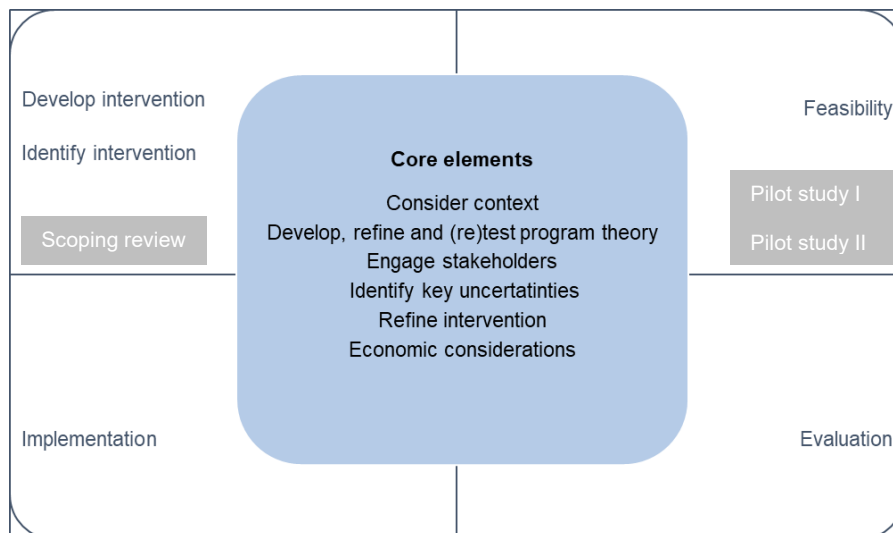 Develop intervention
Identify intervention
Scoping review
Feasibility
Pilot study I
Pilot study II
Core elements
Consider context
Develop, refine and (re)test program theory
Engage stakeholders
Identify key uncertatinties
Refine intervention
Economic considerations
Implementation
Evaluation